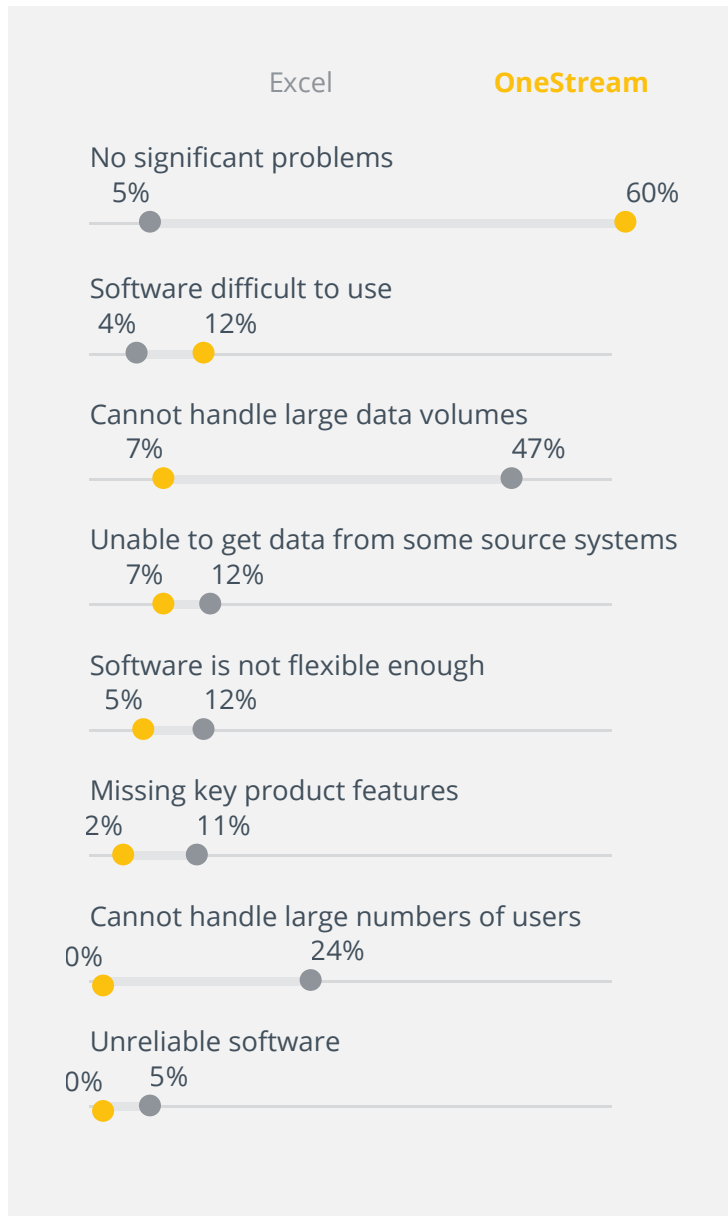 Excel OneStream
No significant problems
5% 60%
Software difficult to use
4% 12%
Cannot handle large data volumes
7% 47%
Unable to get data from some source systems
7% 12%
Software is not flexible enough
5% 12%
Missing key product features
2% 11%
Cannot handle large numbers of users
0% 24%
Unreliable software
0% 5%